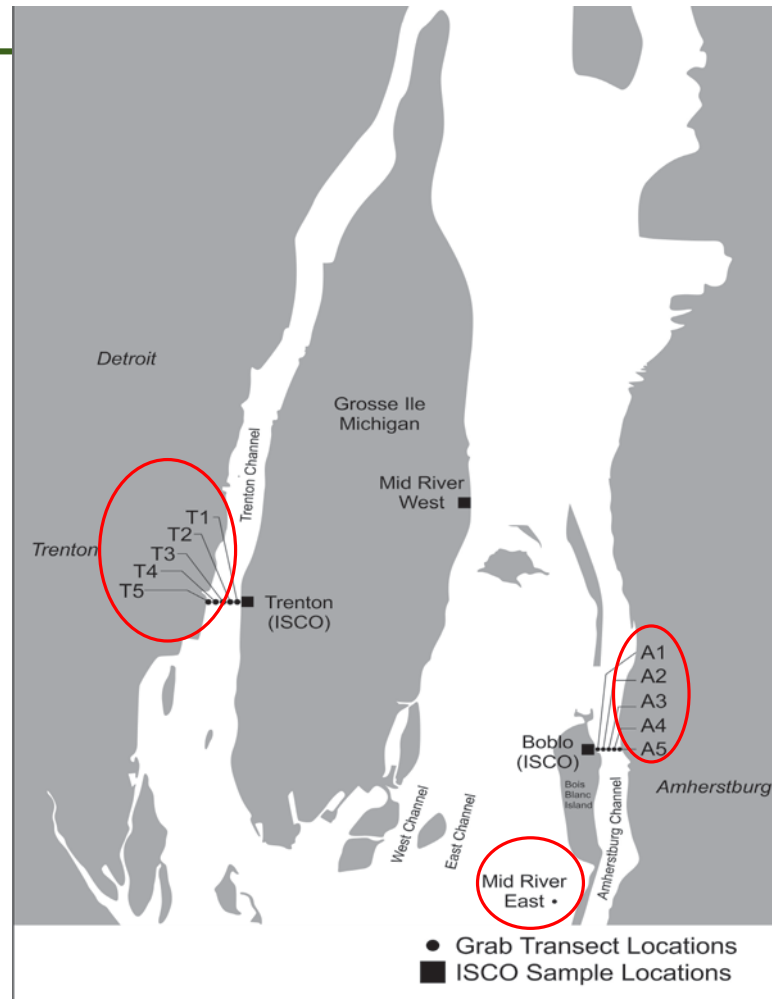 Detroit
Grosse Ile
Michigan
Trenton Channel
Mid River
West
T1
T2
Trenton
T3
T4
T5
Trenton
(ISCO)
A1
A2
A3
A4
A5
Boblo
(ISCO)
Bois
Blanc
Island
Amherstburg
West Channel
East Channel
Amherstburg Channel
Mid River
East
Grab Transect Locations
ISCO Sample Locations